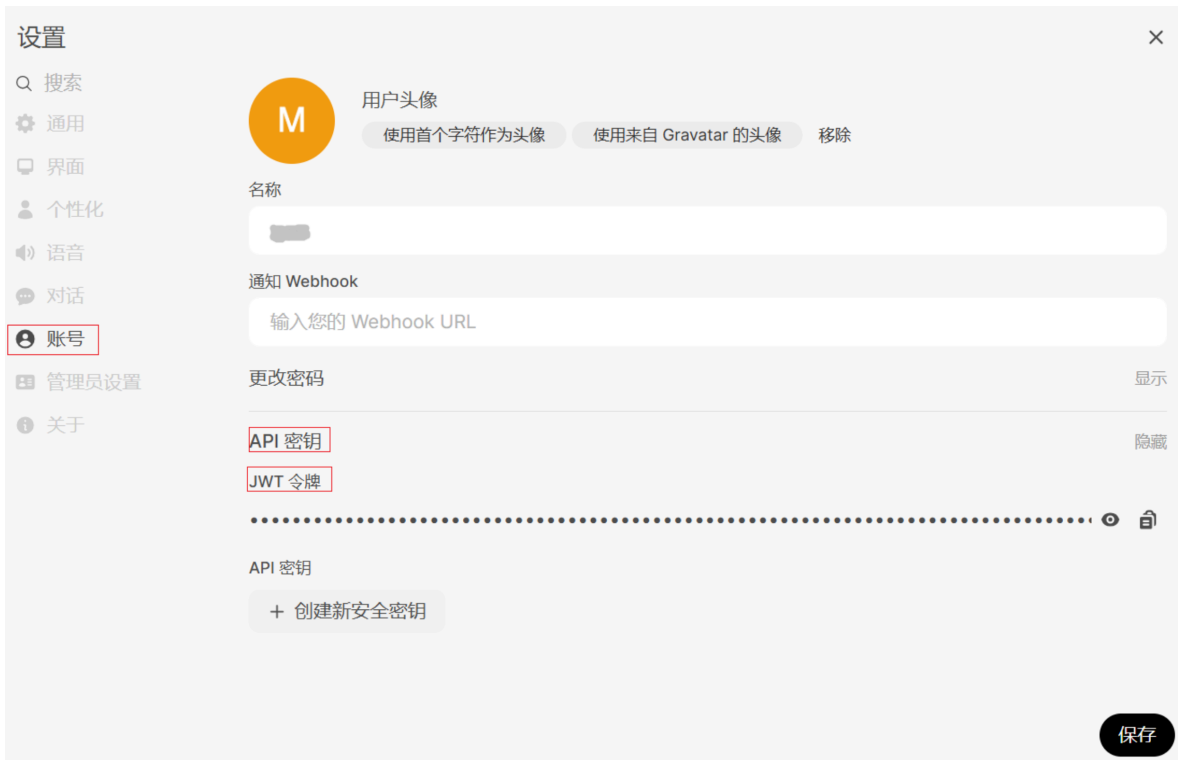 设置
搜索
通用
界面
个性化
语音
对话
账号
管理员设置
关于
M
用户头像
使用首个字符作为头像 使用来自 Gravatar 的头像 移除
名称
通知 Webhook
输入您的 Webhook URL
更改密码 显示
API 密钥 隐藏
JWT 令牌
API 密钥
+ 创建新安全密钥
保存